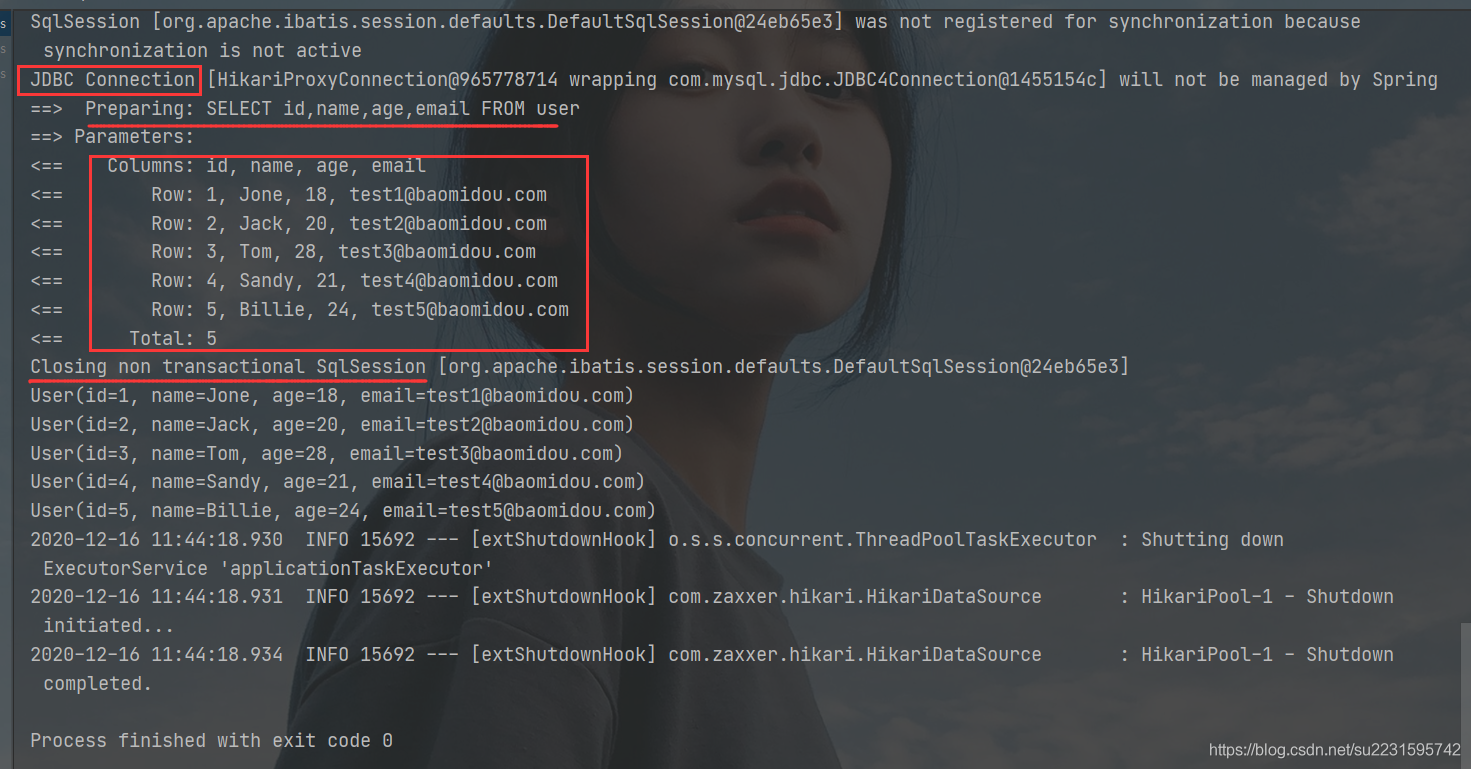 SqlSession [org.apache.ibatis.session.defaults.DefaultSqlSession@24eb65e3] was not registered for synchronization because
synchronization is not active
JDBC Connection [HikariProxyConnection@965778714 wrapping com.mysql.jdbc.JDBC4Connection@1455154c] will not be managed by Spring
==>  Preparing: SELECT id,name,age,email FROM user
==> Parameters:
<==    Columns: id, name, age, email
<==        Row: 1, Jone, 18, test1@baomidou.com
<==        Row: 2, Jack, 20, test2@baomidou.com
<==        Row: 3, Tom, 28, test3@baomidou.com
<==        Row: 4, Sandy, 21, test4@baomidou.com
<==        Row: 5, Billie, 24, test5@baomidou.com
<==      Total: 5
Closing non transactional SqlSession [org.apache.ibatis.session.defaults.DefaultSqlSession@24eb65e3]
User(id=1, name=Jone, age=18, email=test1@baomidou.com)
User(id=2, name=Jack, age=20, email=test2@baomidou.com)
User(id=3, name=Tom, age=28, email=test3@baomidou.com)
User(id=4, name=Sandy, age=21, email=test4@baomidou.com)
User(id=5, name=Billie, age=24, email=test5@baomidou.com)
2020-12-16 11:44:18.930  INFO 15692 --- [extShutdownHook] o.s.s.concurrent.ThreadPoolTaskExecutor  : Shutting down
ExecutorService 'applicationTaskExecutor'
2020-12-16 11:44:18.931  INFO 15692 --- [extShutdownHook] com.zaxxer.hikari.HikariDataSource       : HikariPool-1 - Shutdown
initiated...
2020-12-16 11:44:18.934  INFO 15692 --- [extShutdownHook] com.zaxxer.hikari.HikariDataSource       : HikariPool-1 - Shutdown
completed.
Process finished with exit code 0
https://blog.csdn.net/su2231595742